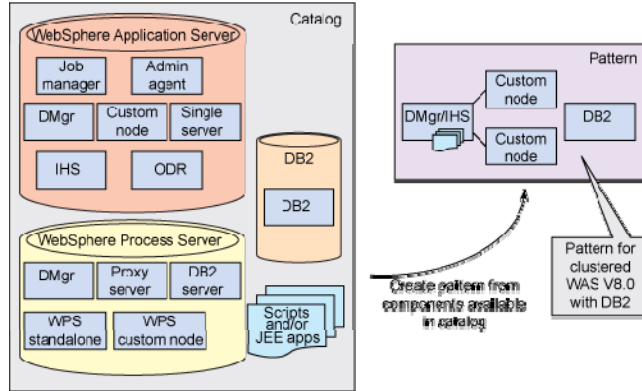 Catalog
WebSphere Application Server
Job
manager
Admin
agent
DMgr
Custom
node
Single
server
IHS
ODR
DB2
DB2
WebSphere Process Server
DMgr
Proxy
server
DB2
server
WPS
standalone
WPS
custom node
Scripts
and/or
JEE apps
Create pattern from
components available
in catalog
Pattern
DMgr/IHS
Custom
node
Custom
node
DB2
Pattern for
clustered
WAS V8.0
with DB2